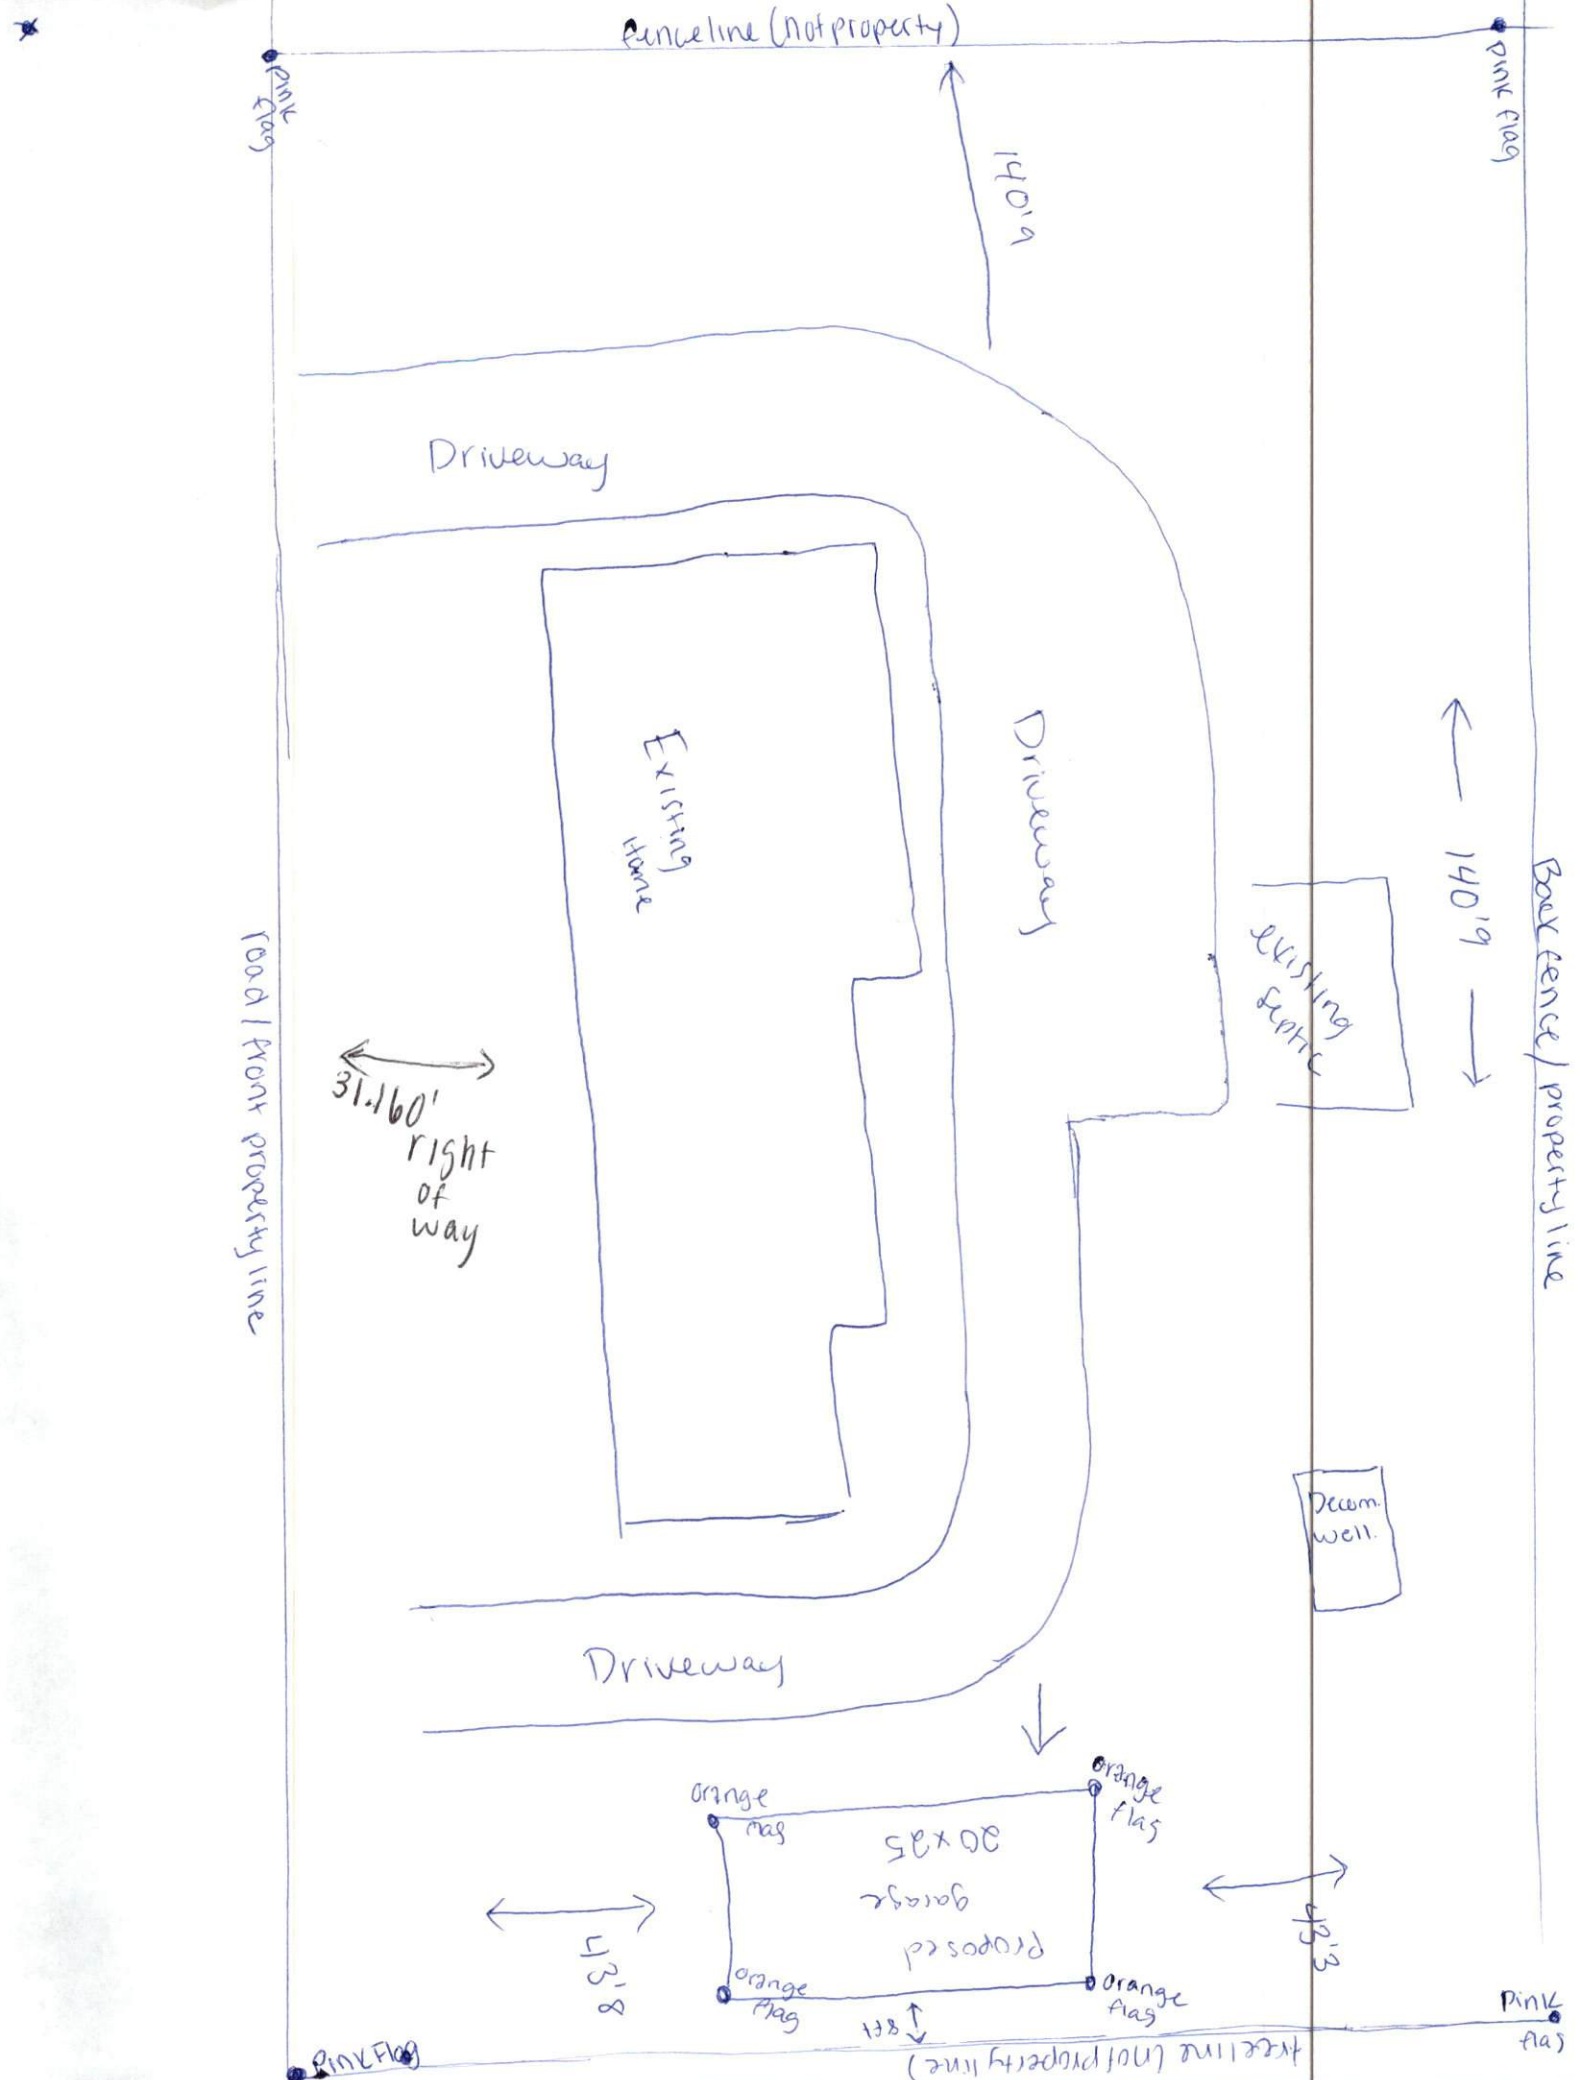 fenceline (not property)
pink
flag
pink flag
140'9
Driveway
Driveway
Existing
Home
140'9
existing
septic
Back fence / property line
road / front property line
31.160'
right
of
way
Decom.
well.
Driveway
orange
flag
orange
flag
20x25
garage
Proposed
43'8
43'3
orange
flag
orange
flag
8ft
Pink
flag
treeline (not property line)
Pink Flag